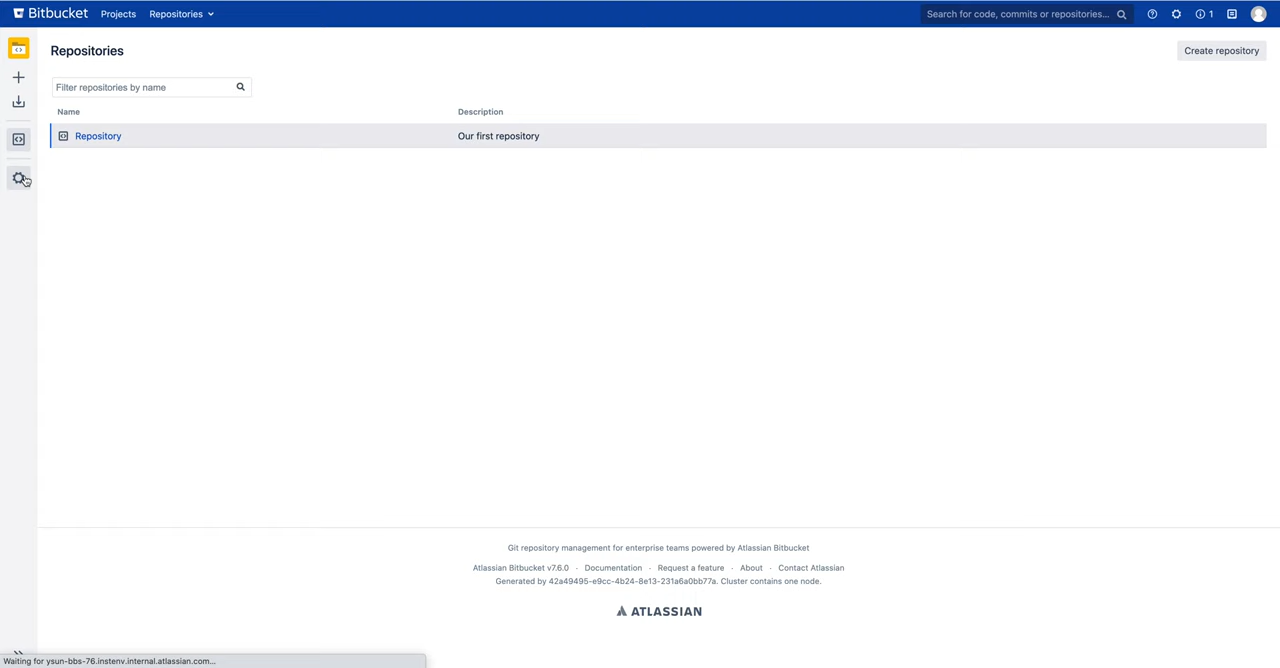 Bitbucket Projects Repositories Search for code, commits or repositories... 1
Repositories Create repository
Filter repositories by name
Name Description
Repository Our first repository
Git repository management for enterprise teams powered by Atlassian Bitbucket
Atlassian Bitbucket v7.6.0 · Documentation · Request a feature · About · Contact Atlassian
Generated by 42a49495-e9cc-4b24-8e13-231a6a0bb77a. Cluster contains one node.
ATLASSIAN
Waiting for ysun-bbs-76.instenv.internal.atlassian.com...